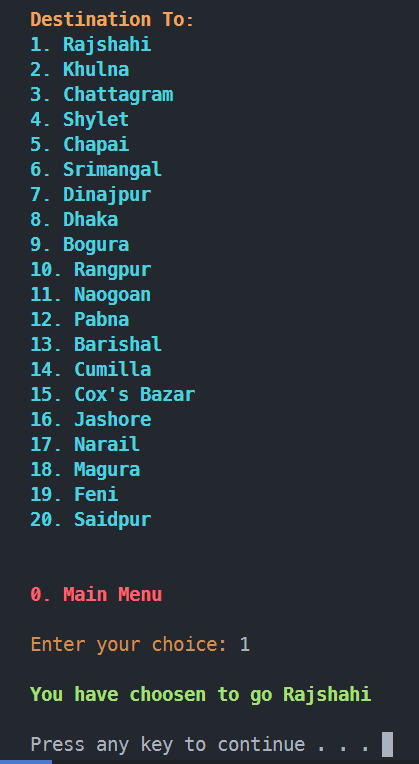 Destination To:
1. Rajshahi
2. Khulna
3. Chattagram
4. Shylet
5. Chapai
6. Srimangal
7. Dinajpur
8. Dhaka
9. Bogura
10. Rangpur
11. Naogoan
12. Pabna
13. Barishal
14. Cumilla
15. Cox's Bazar
16. Jashore
17. Narail
18. Magura
19. Feni
20. Saidpur
0. Main Menu
Enter your choice: 1
You have choosen to go Rajshahi
Press any key to continue . . .